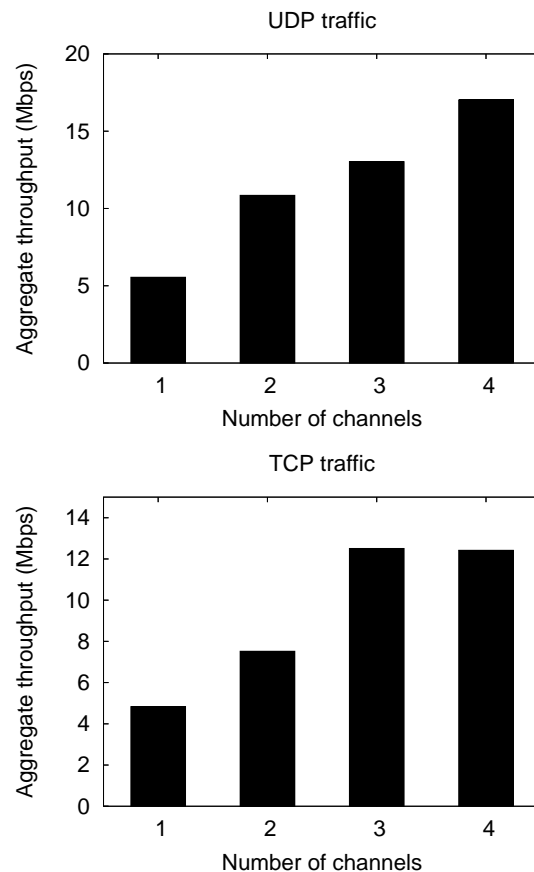 UDP traffic
Aggregate throughput (Mbps)
20
15
10
5
0
1 2 3 4
Number of channels
TCP traffic
Aggregate throughput (Mbps)
14
12
10
8
6
4
2
0
1 2 3 4
Number of channels